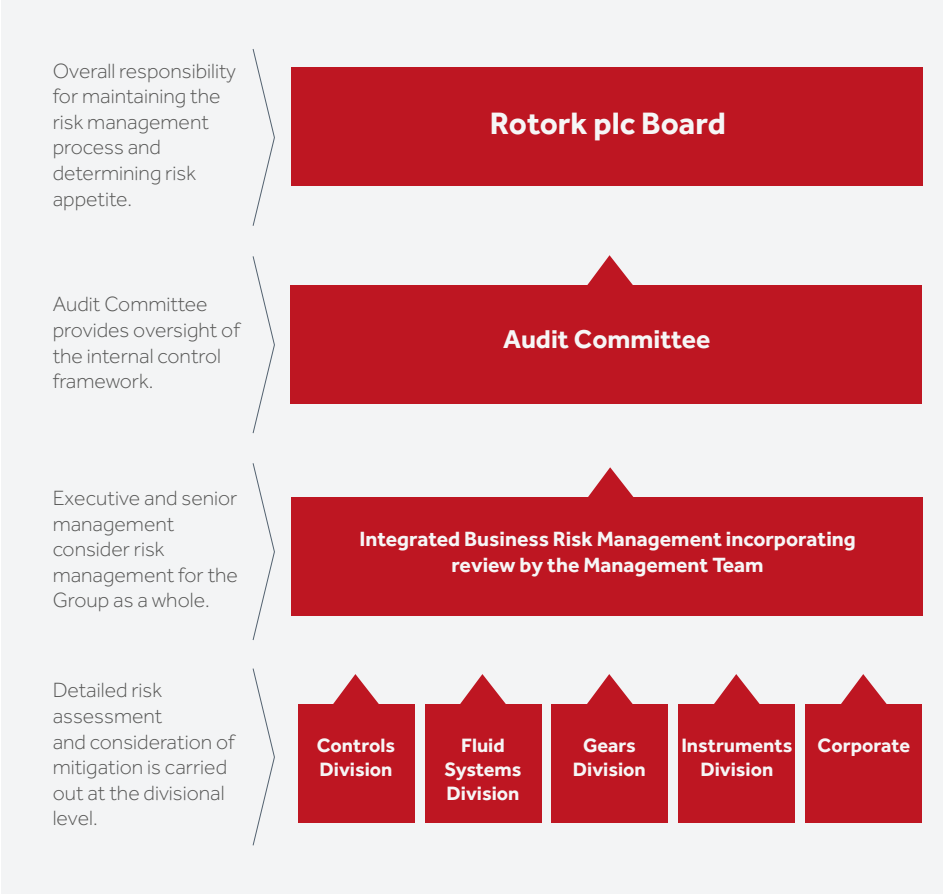 Overall responsibility
for maintaining the
risk management
process and
determining risk
appetite.
Rotork plc Board
Audit Committee
provides oversight of
the internal control
framework.
Audit Committee
Executive and senior
management
consider risk
management for the
Group as a whole.
Integrated Business Risk Management incorporating
review by the Management Team
Detailed risk
assessment
and consideration of
mitigation is carried
out at the divisional
level.
Controls
Division
Fluid
Systems
Division
Gears
Division
Instruments
Division
Corporate